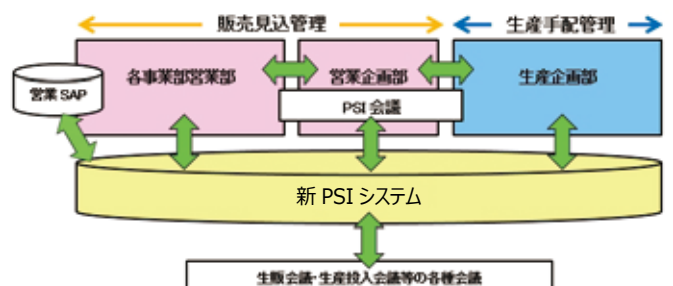 販売見込管理
生産手配管理
各事業部営業部
営業企画部
生産企画部
営業 SAP
PSI 会議
新 PSI システム
生販会議・生産投入会議等の各種会議